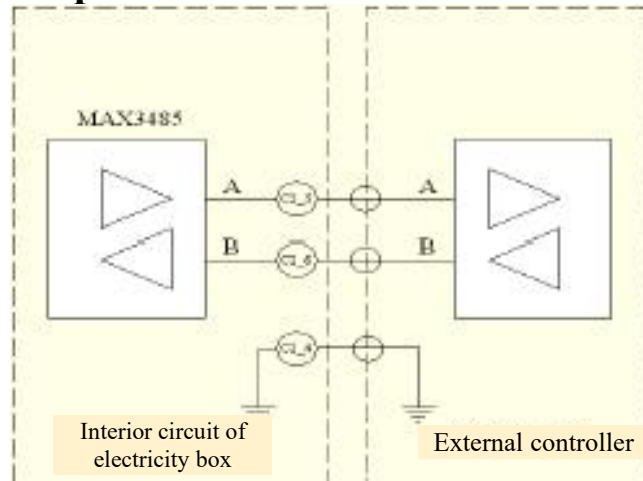 MAX3485
A
A
B
B
Interior circuit of
electricity box
External controller